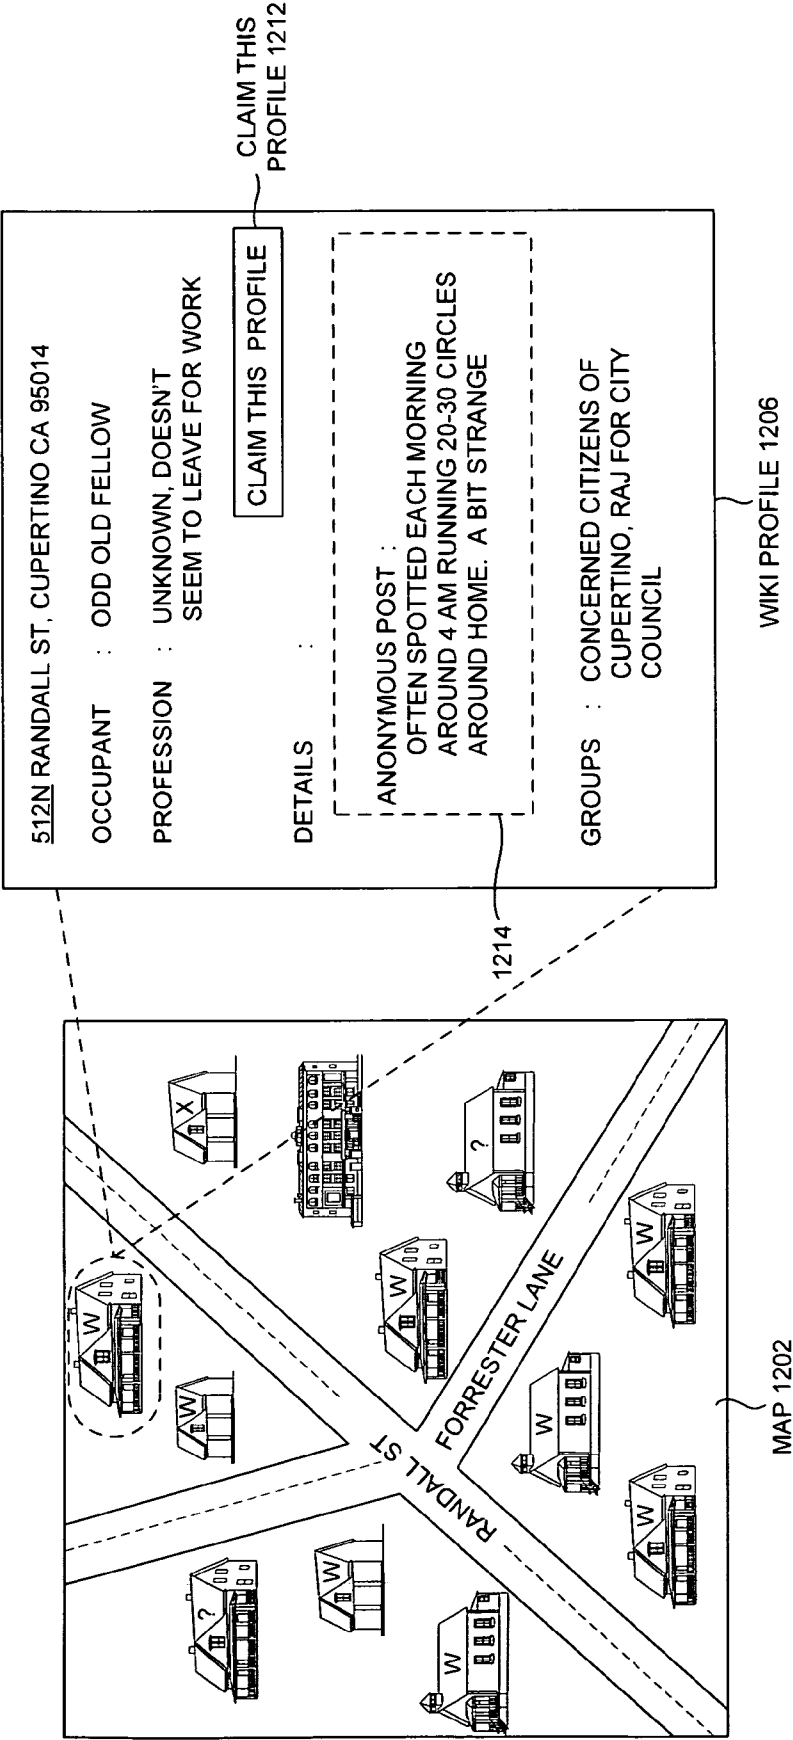 512N RANDALL ST, CUPERTINO CA 95014
OCCUPANT : ODD OLD FELLOW
PROFESSION : UNKNOWN, DOESN'T
SEEM TO LEAVE FOR WORK
CLAIM THIS PROFILE
CLAIM THIS
PROFILE 1212
DETAILS :
ANONYMOUS POST :
OFTEN SPOTTED EACH MORNING
AROUND 4 AM RUNNING 20-30 CIRCLES
AROUND HOME. A BIT STRANGE
1214
GROUPS : CONCERNED CITIZENS OF
CUPERTINO, RAJ FOR CITY
COUNCIL
WIKI PROFILE 1206
W
X
W
?
W
W
?
RANDALL ST
FORRESTER LANE
W
W
W
W
MAP 1202